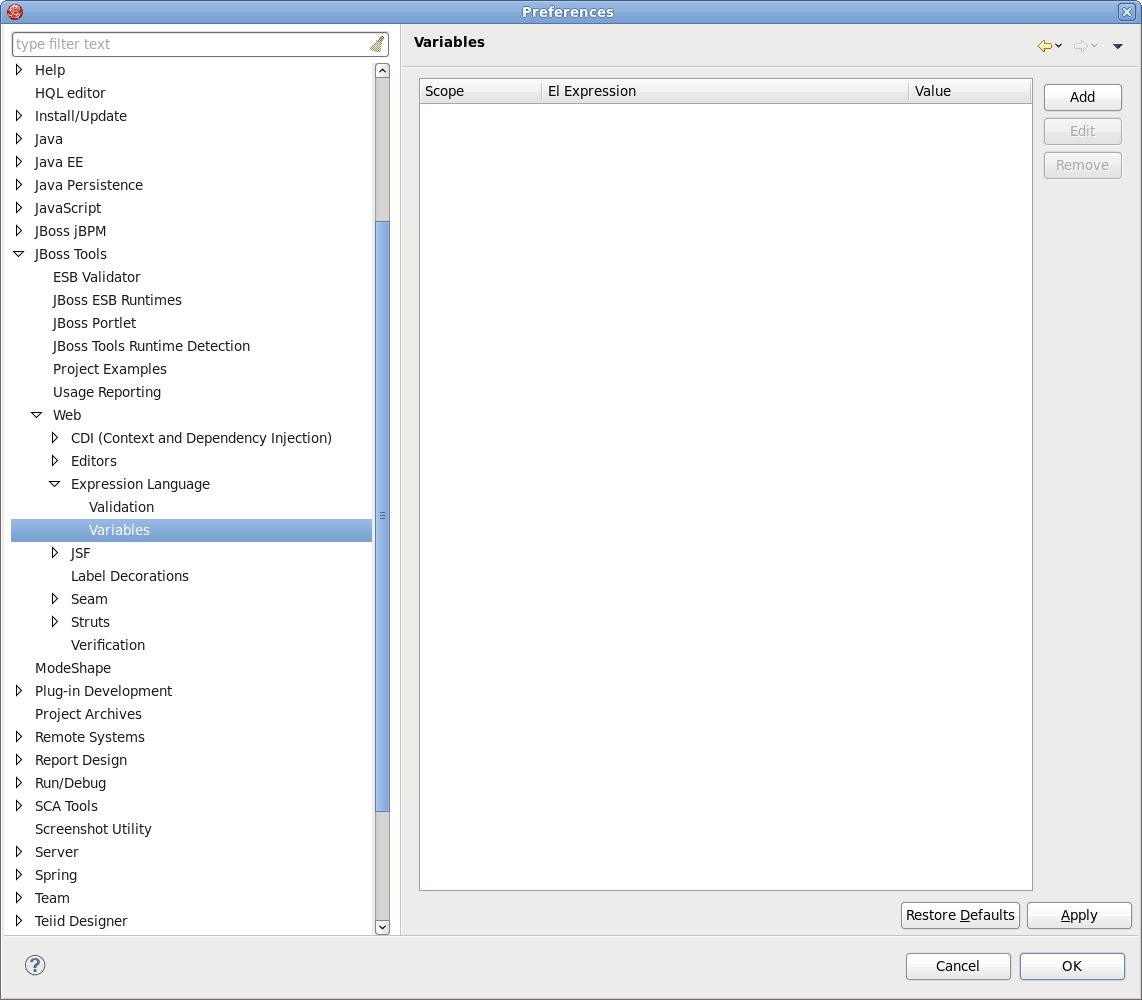 Preferences
type filter text
Help
HQL editor
Install/Update
Java
Java EE
Java Persistence
JavaScript
JBoss jBPM
JBoss Tools
ESB Validator
JBoss ESB Runtimes
JBoss Portlet
JBoss Tools Runtime Detection
Project Examples
Usage Reporting
Web
CDI (Context and Dependency Injection)
Editors
Expression Language
Validation
Variables
JSF
Label Decorations
Seam
Struts
Verification
ModeShape
Plug-in Development
Project Archives
Remote Systems
Report Design
Run/Debug
SCA Tools
Screenshot Utility
Server
Spring
Team
Teiid Designer
Variables
Scope El Expression Value
Add
Edit
Remove
Restore Defaults Apply
? Cancel OK